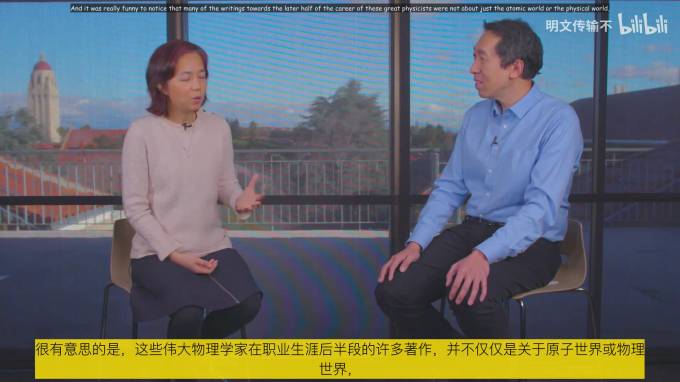 And it was really funny to notice that many of the writings towards the later half of the career of these great physicists were not about just the atomic world or the physical world,
明文传输不 bilibili
很有意思的是，这些伟大物理学家在职业生涯后半段的许多著作，并不仅仅是关于原子世界或物理
世界，